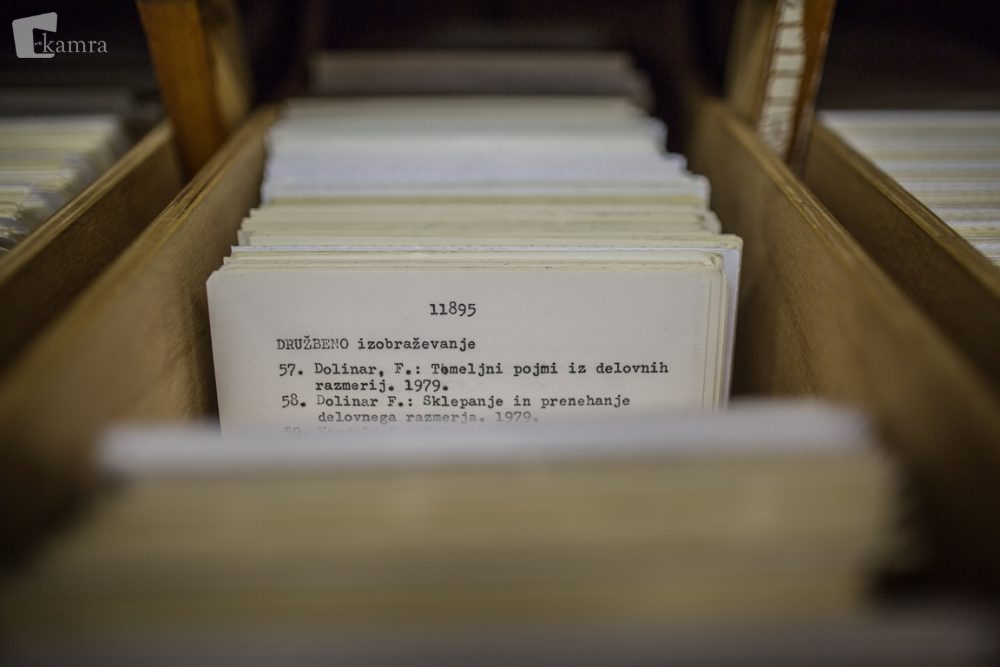 kamra
11895
DRUŽBENO izobraževanje
57. Dolinar, F.: Temeljni pojmi iz delovnih
razmerij. 1979.
58. Dolinar F.: Sklepanje in prenehanje
delovnega razmerja. 1979.
59.